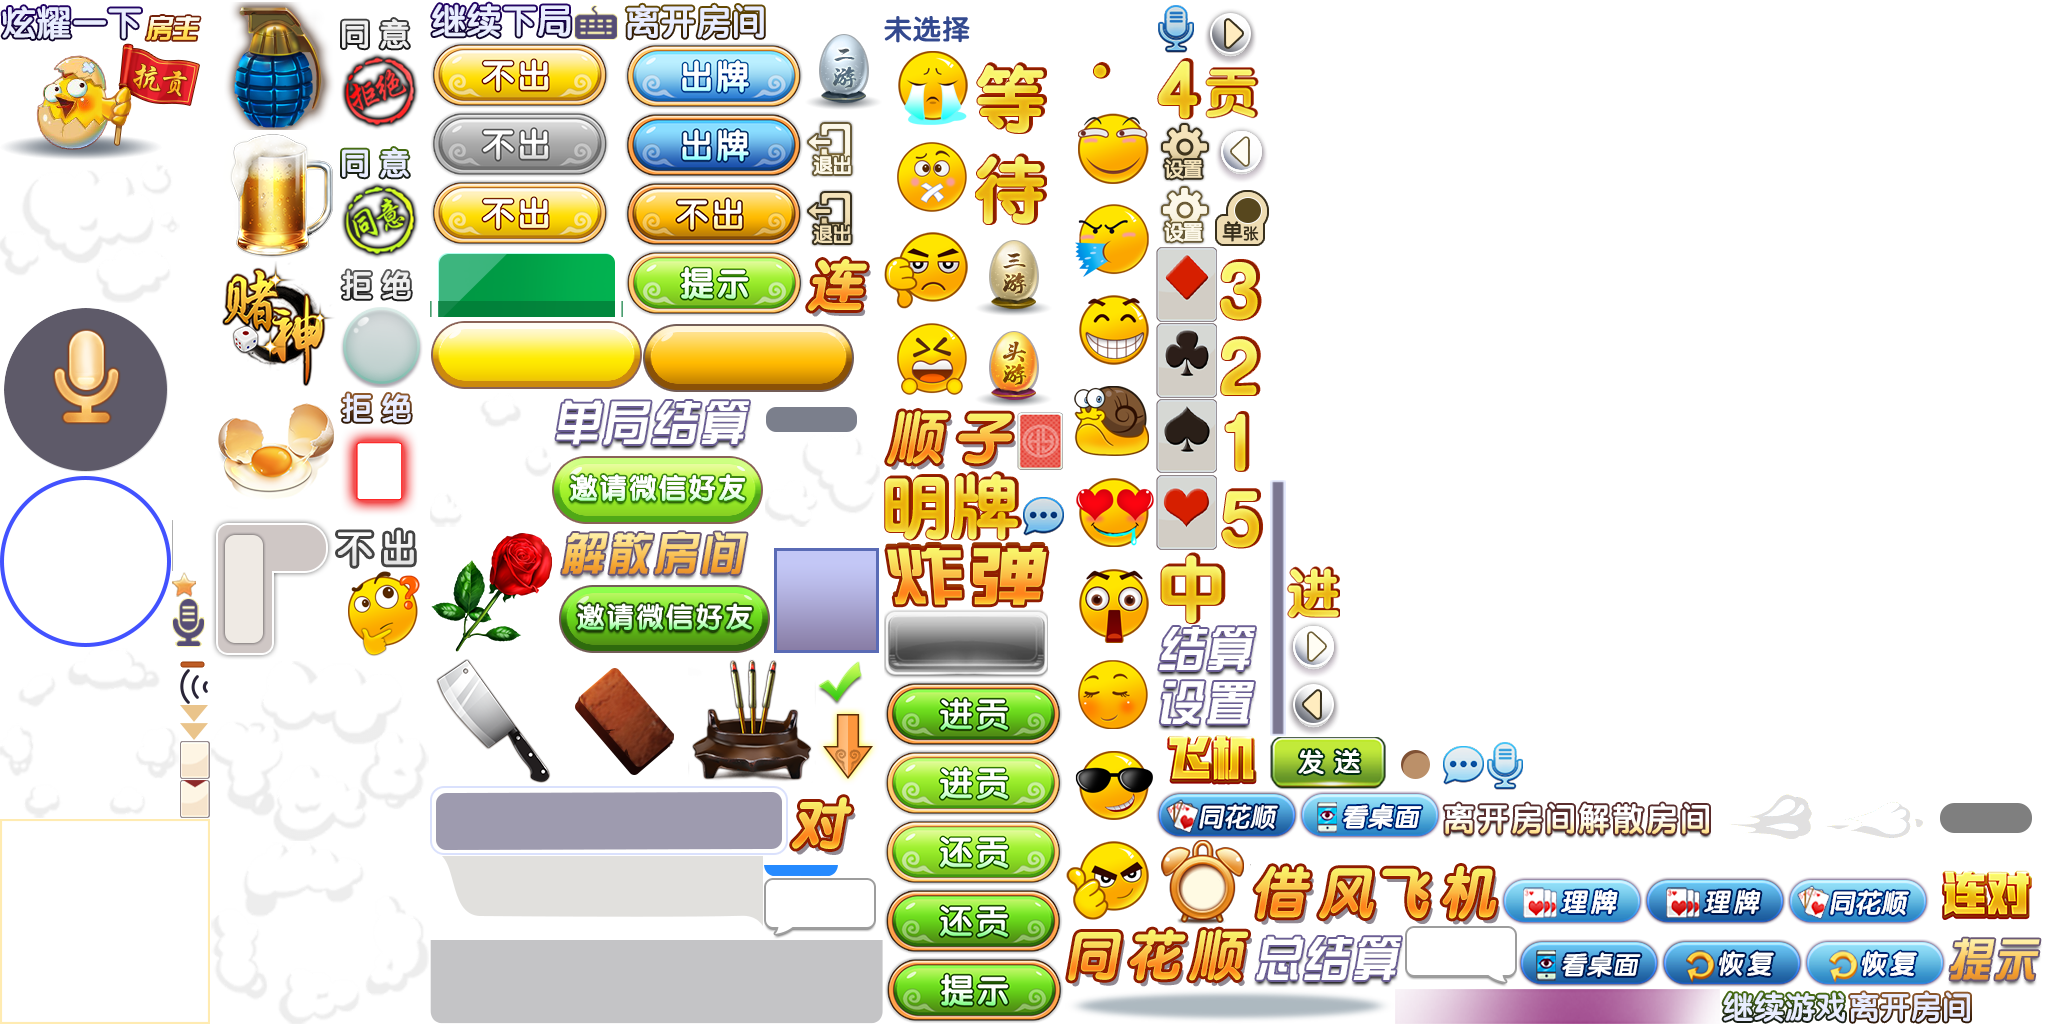 炫耀一下
房主
抗贡
同意
拒绝
同意
同意
赌神
拒绝
拒绝
不出
继续下局
离开房间
不出
出牌
二游
不出
出牌
退出
不出
不出
退出
提示
连
单局结算
邀请微信好友
解散房间
邀请微信好友
对
未选择
等
待
三游
头游
顺子
明牌
炸弹
进贡
进贡
还贡
还贡
提示
4贡
设置
设置
单张
3
2
1
5
中
进
结算
设置
飞机
发送
同花顺
看桌面
离开房间解散房间
借风飞机
理牌
理牌
同花顺
连对
同花顺
总结算
看桌面
恢复
恢复
提示
继续游戏离开房间